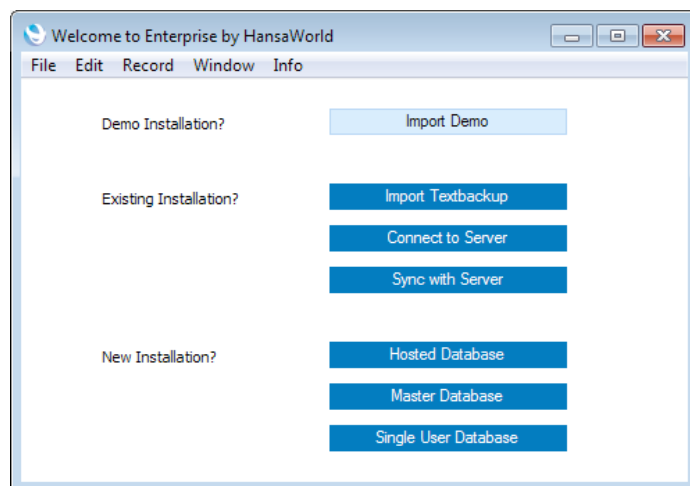 Welcome to Enterprise by HansaWorld
File Edit Record Window Info
Demo Installation? Import Demo
Existing Installation? Import Textbackup
Connect to Server
Sync with Server
New Installation? Hosted Database
Master Database
Single User Database